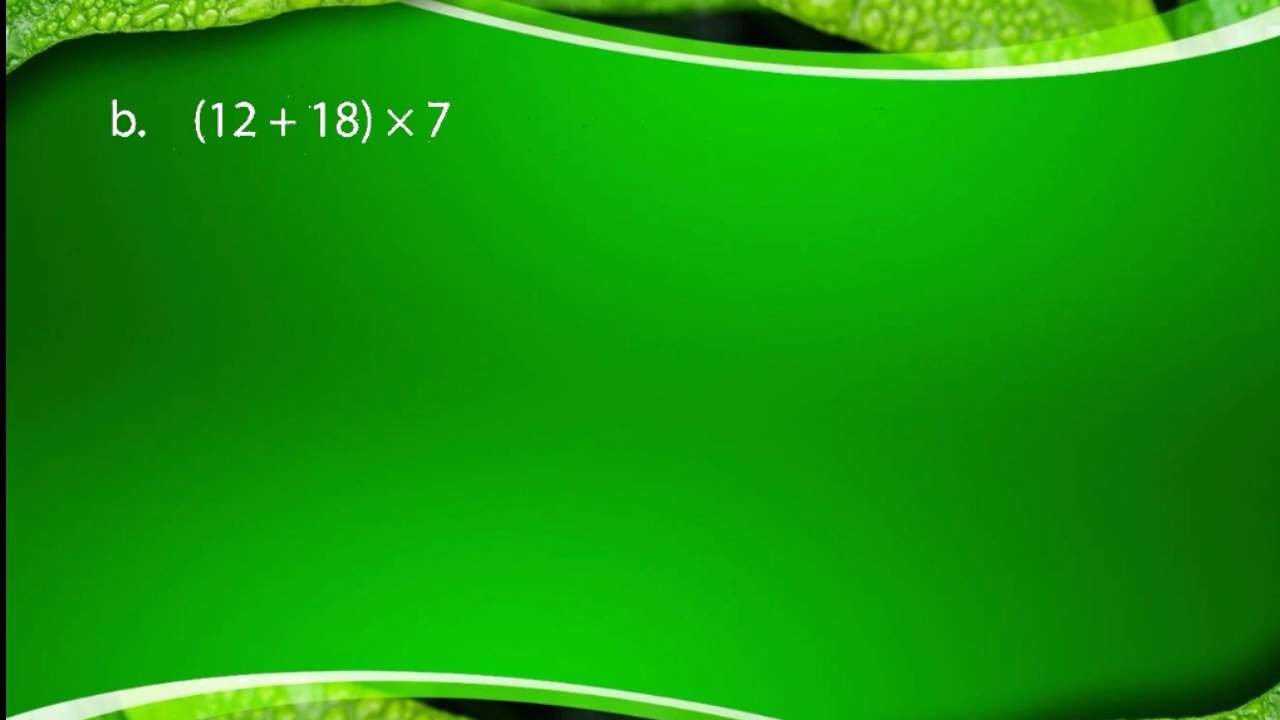 b. (12 + 18) × 7